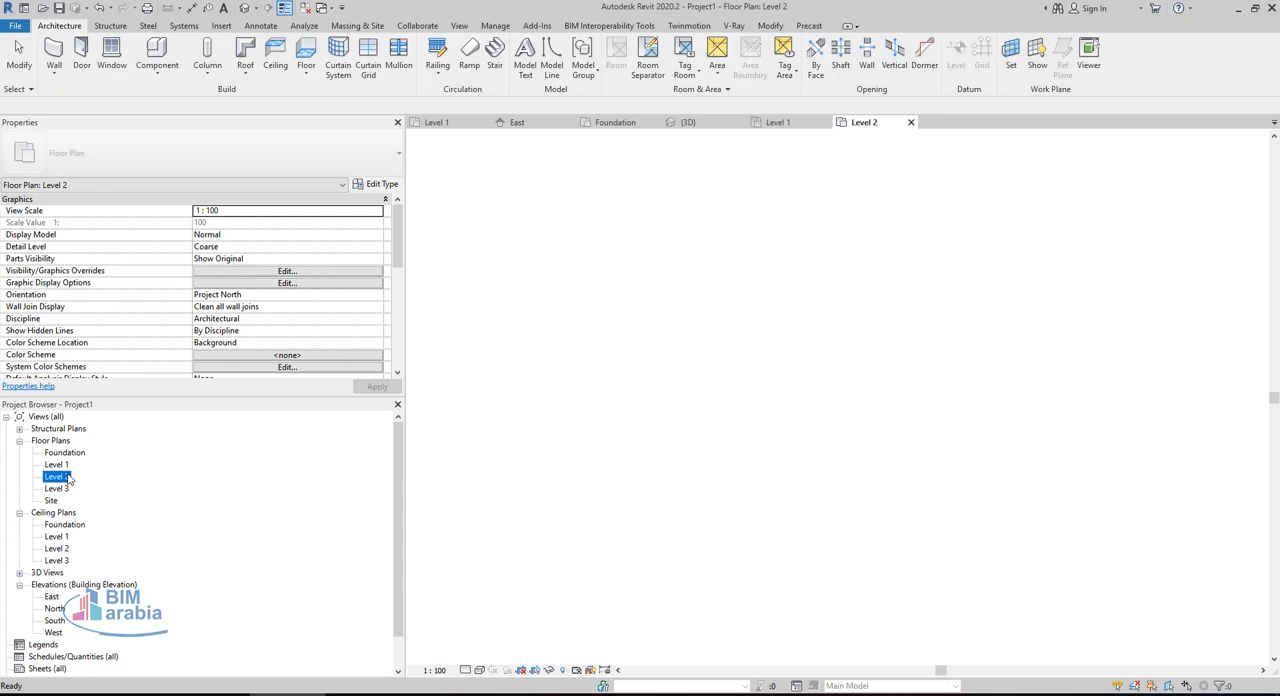 Autodesk Revit 2020.2 - Project1 - Floor Plan: Level 2
Sign In
File Architecture Structure Steel Systems Insert Annotate Analyze Massing & Site Collaborate View Manage Add-Ins BIM Interoperability Tools Twinmotion V-Ray Modify Precast
Modify Wall Door Window Component Column Roof Ceiling Floor Curtain System Curtain Grid Mullion Railing Ramp Stair Model Text Model Line Model Group Room Room Separator Tag Room Area Area Boundary Tag Area By Face Shaft Wall Vertical Dormer Level Grid Set Show Ref Plane Viewer
Select Build Circulation Model Room & Area Opening Datum Work Plane
Properties
Level 1 East Foundation {3D} Level 1 Level 2
Floor Plan
Floor Plan: Level 2 Edit Type
Graphics
View Scale 1 : 100
Scale Value 1: 100
Display Model Normal
Detail Level Coarse
Parts Visibility Show Original
Visibility/Graphics Overrides Edit...
Graphic Display Options Edit...
Orientation Project North
Wall Join Display Clean all wall joins
Discipline Architectural
Show Hidden Lines By Discipline
Color Scheme Location Background
Color Scheme <none>
System Color Schemes Edit...
Default Analysis Display Style None
Properties help Apply
Project Browser - Project1
Views (all)
Structural Plans
Floor Plans
Foundation
Level 1
Level 2
Level 3
Site
Ceiling Plans
Foundation
Level 1
Level 2
Level 3
3D Views
Elevations (Building Elevation)
East
North
South
West
BIM
arabia
Legends
Schedules/Quantities (all)
Sheets (all)
1 : 100
Ready
:0 Main Model :0